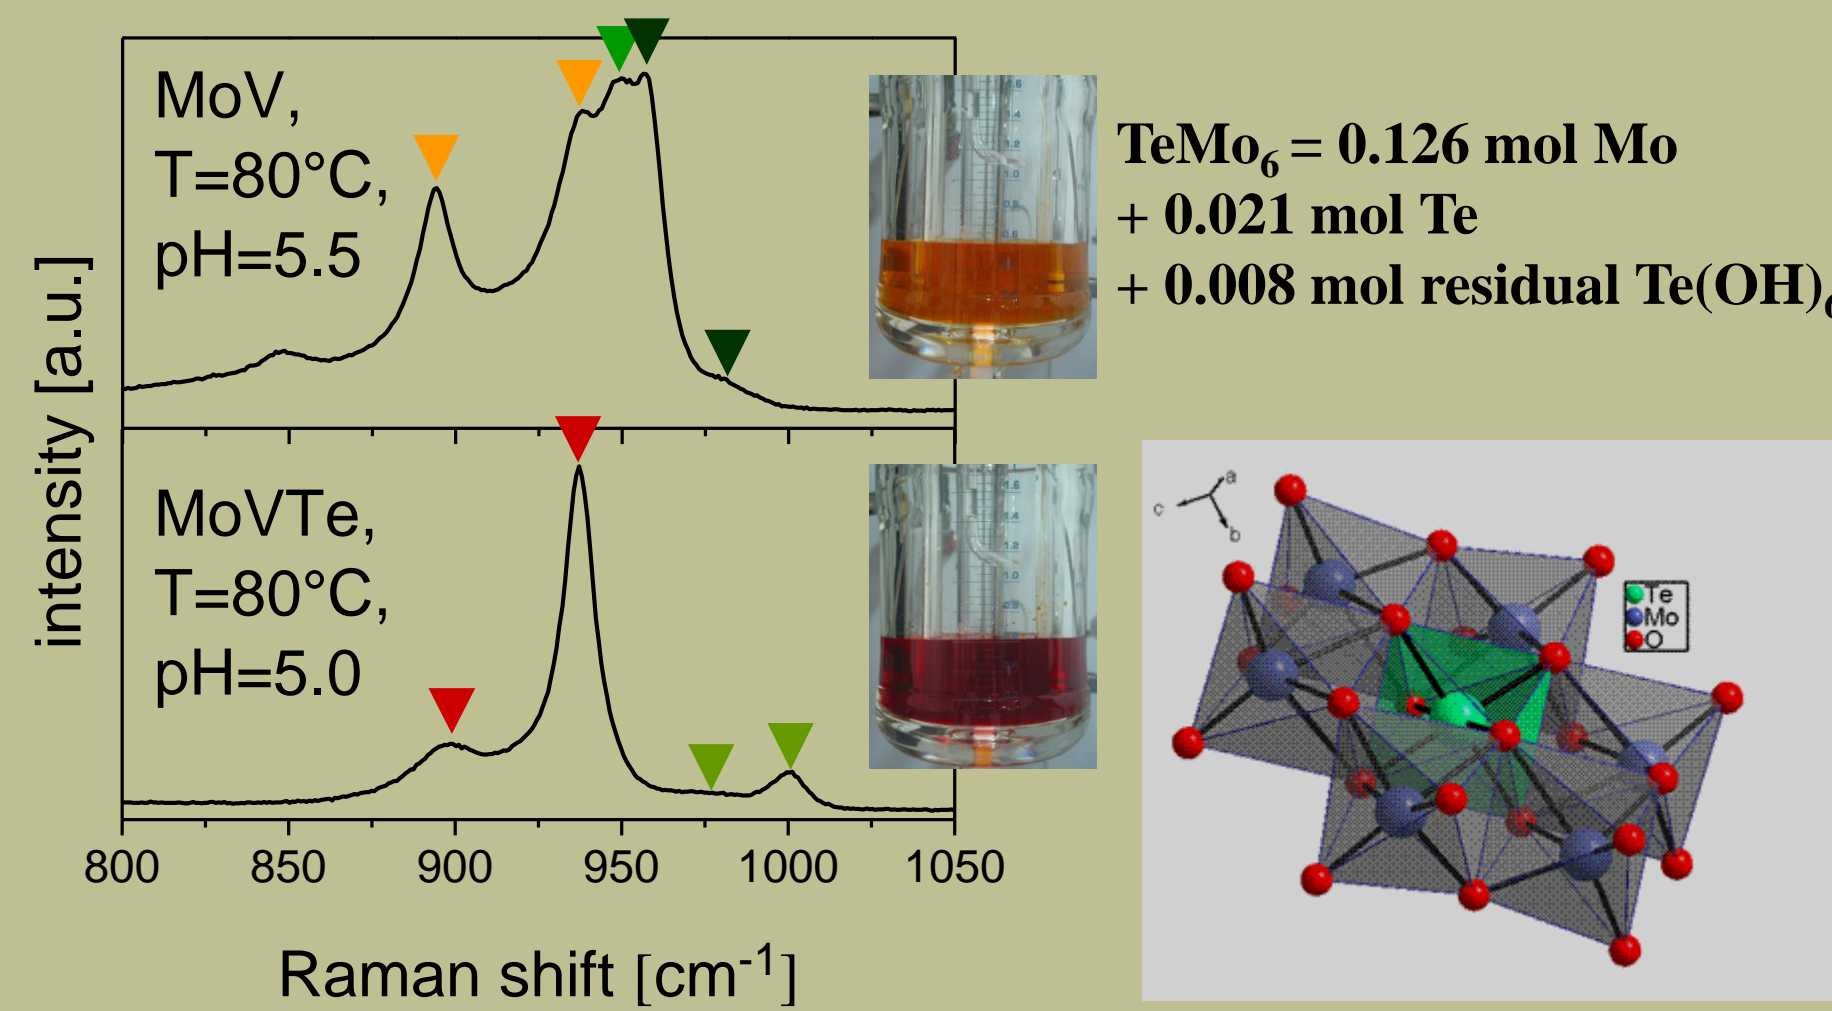 MoV,
T=80°C,
pH=5.5
TeMo₆ = 0.126 mol Mo
+ 0.021 mol Te
+ 0.008 mol residual Te(OH)₆
intensity [a.u.]
MoVTe,
T=80°C,
pH=5.0
800 850 900 950 1000 1050
Raman shift [cm⁻¹]
a
c
b
Te
Mo
O